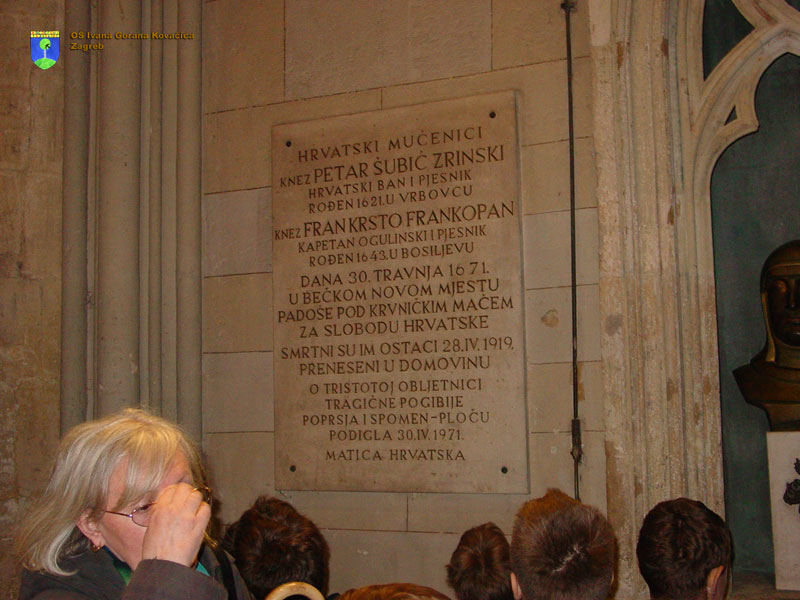 OŠ Ivana Gorana Kovačića
Zagreb
HRVATSKI MUČENICI
KNEZ PETAR ŠUBIĆ ZRINSKI
HRVATSKI BAN I PJESNIK
ROĐEN 1621. U VRBOVCU
KNEZ FRAN KRSTO FRANKOPAN
KAPETAN OGULINSKI I PJESNIK
ROĐEN 1643. U BOSILJEVU
DANA 30. TRAVNJA 1671.
U BEČKOM NOVOM MJESTU
PADOŠE POD KRVNIČKIM MAČEM
ZA SLOBODU HRVATSKE
SMRTNI SU IM OSTACI 28.IV. 1919,
PRENESENI U DOMOVINU
O TRISTOTOJ OBLJETNICI
TRAGIČNE POGIBIJE
POPRSJA I SPOMEN-PLOČU
PODIGLA 30.IV. 1971.
MATICA HRVATSKA